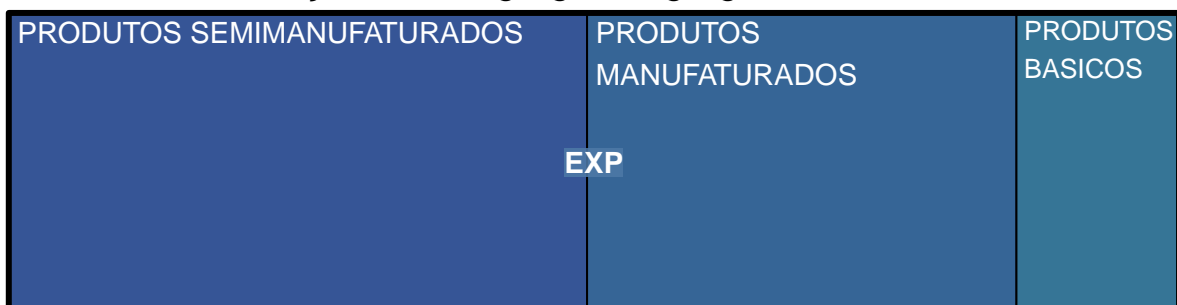 PRODUTOS SEMIMANUFATURADOS
PRODUTOS
MANUFATURADOS
PRODUTOS
BASICOS
EXP